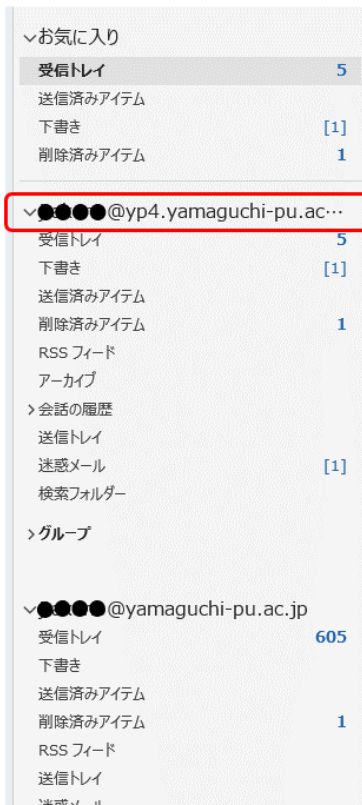 お気に入り
受信トレイ 5
送信済みアイテム
下書き [1]
削除済みアイテム 1
@yp4.yamaguchi-pu.ac…
受信トレイ 5
下書き [1]
送信済みアイテム
削除済みアイテム 1
RSS フィード
アーカイブ
会話の履歴
送信トレイ
迷惑メール [1]
検索フォルダー
グループ
@yamaguchi-pu.ac.jp
受信トレイ 605
下書き
送信済みアイテム
削除済みアイテム 1
RSS フィード
送信トレイ